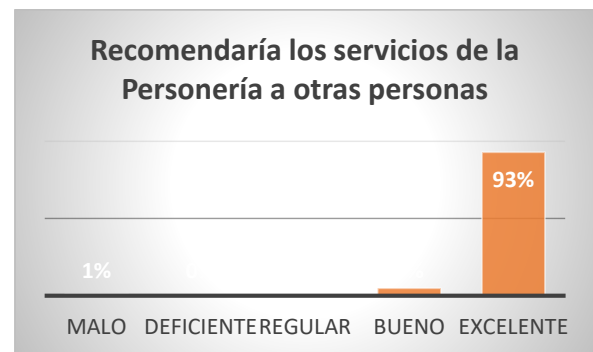 Recomendaría los servicios de la
Personería a otras personas
93%
1%
MALO DEFICIENTE REGULAR BUENO EXCELENTE